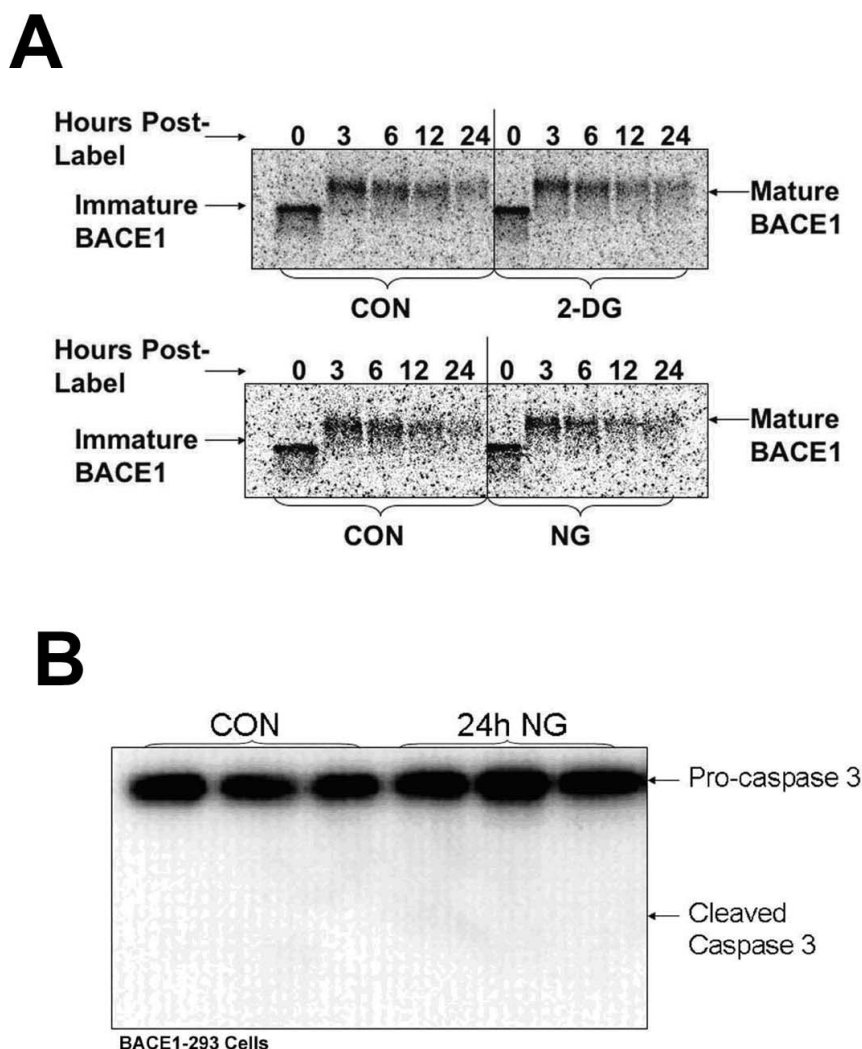 A
Hours Post-
Label
0 3 6 12 24 0 3 6 12 24
Immature
BACE1
Mature
BACE1
CON 2-DG
Hours Post-
Label
0 3 6 12 24 0 3 6 12 24
Immature
BACE1
Mature
BACE1
CON NG
B
CON 24h NG
Pro-caspase 3
Cleaved
Caspase 3
BACE1-293 Cells